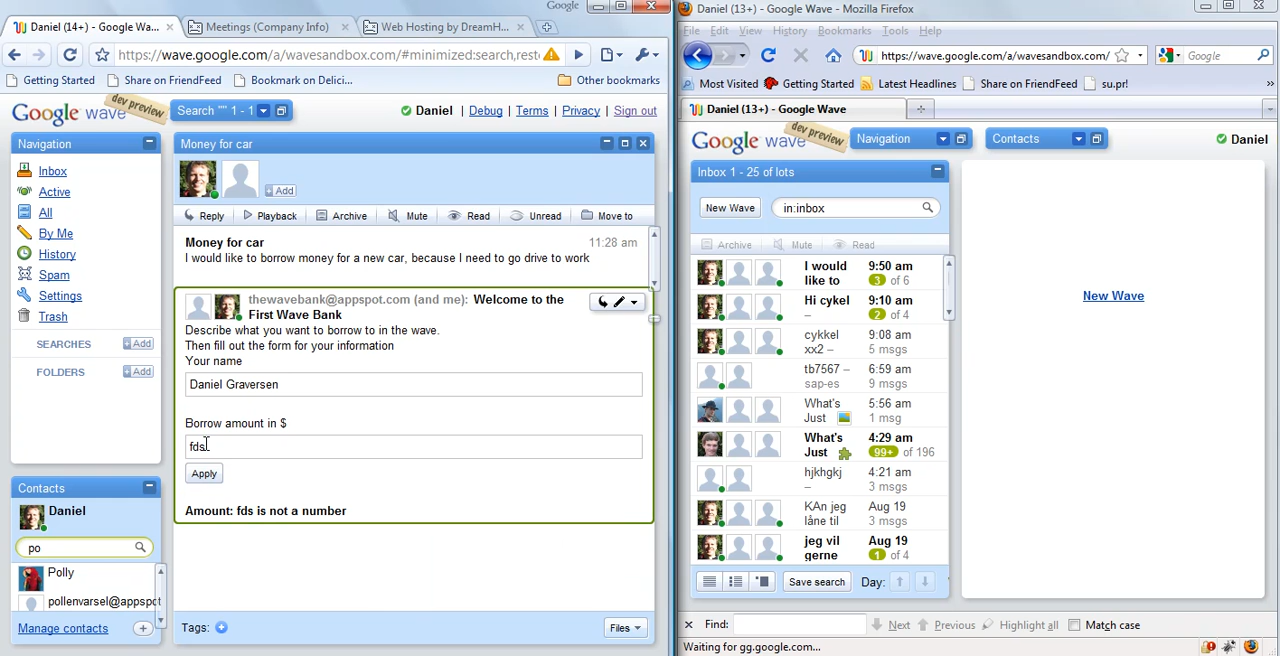 Google
Daniel (14+) - Google Wa...
Meetings (Company Info)
Web Hosting by DreamH...
https://wave.google.com/a/wavesandbox.com/#minimized:search,rest
Getting Started
Share on FriendFeed
Bookmark on Delici...
Other bookmarks
Google wave
dev preview
Search "" 1 - 1
Daniel
Debug
Terms
Privacy
Sign out
Navigation
Inbox
Active
All
By Me
History
Spam
Settings
Trash
SEARCHES
Add
FOLDERS
Add
Contacts
Daniel
po
Polly
pollenvarsel@appspot
Manage contacts
Money for car
Add
Reply
Playback
Archive
Mute
Read
Unread
Move to
Money for car
11:28 am
I would like to borrow money for a new car, because I need to go drive to work
thewavebank@appspot.com (and me): Welcome to the
First Wave Bank
Describe what you want to borrow to in the wave.
Then fill out the form for your information
Your name
Daniel Graversen
Borrow amount in $
fds
Apply
Amount: fds is not a number
Tags:
Files
Daniel (13+) - Google Wave - Mozilla Firefox
File Edit View History Bookmarks Tools Help
https://wave.google.com/a/wavesandbox.com/
Google
Most Visited
Getting Started
Latest Headlines
Share on FriendFeed
su.pr!
Daniel (13+) - Google Wave
Google wave
dev preview
Navigation
Contacts
Daniel
Inbox 1 - 25 of lots
New Wave
in:inbox
Archive
Mute
Read
I would 9:50 am
like to 3 of 6
Hi cykel 9:10 am
– 2 of 4
cykkel 9:08 am
xx2 – 5 msgs
tb7567 – 6:59 am
sap-es 9 msgs
What's 5:56 am
Just 1 msg
What's 4:29 am
Just 99+ of 196
hjkhgkj 4:21 am
– 3 msgs
KAn jeg Aug 19
låne til 3 msgs
jeg vil Aug 19
gerne 1 of 4
Save search
Day:
New Wave
Find:
Next
Previous
Highlight all
Match case
Waiting for gg.google.com...